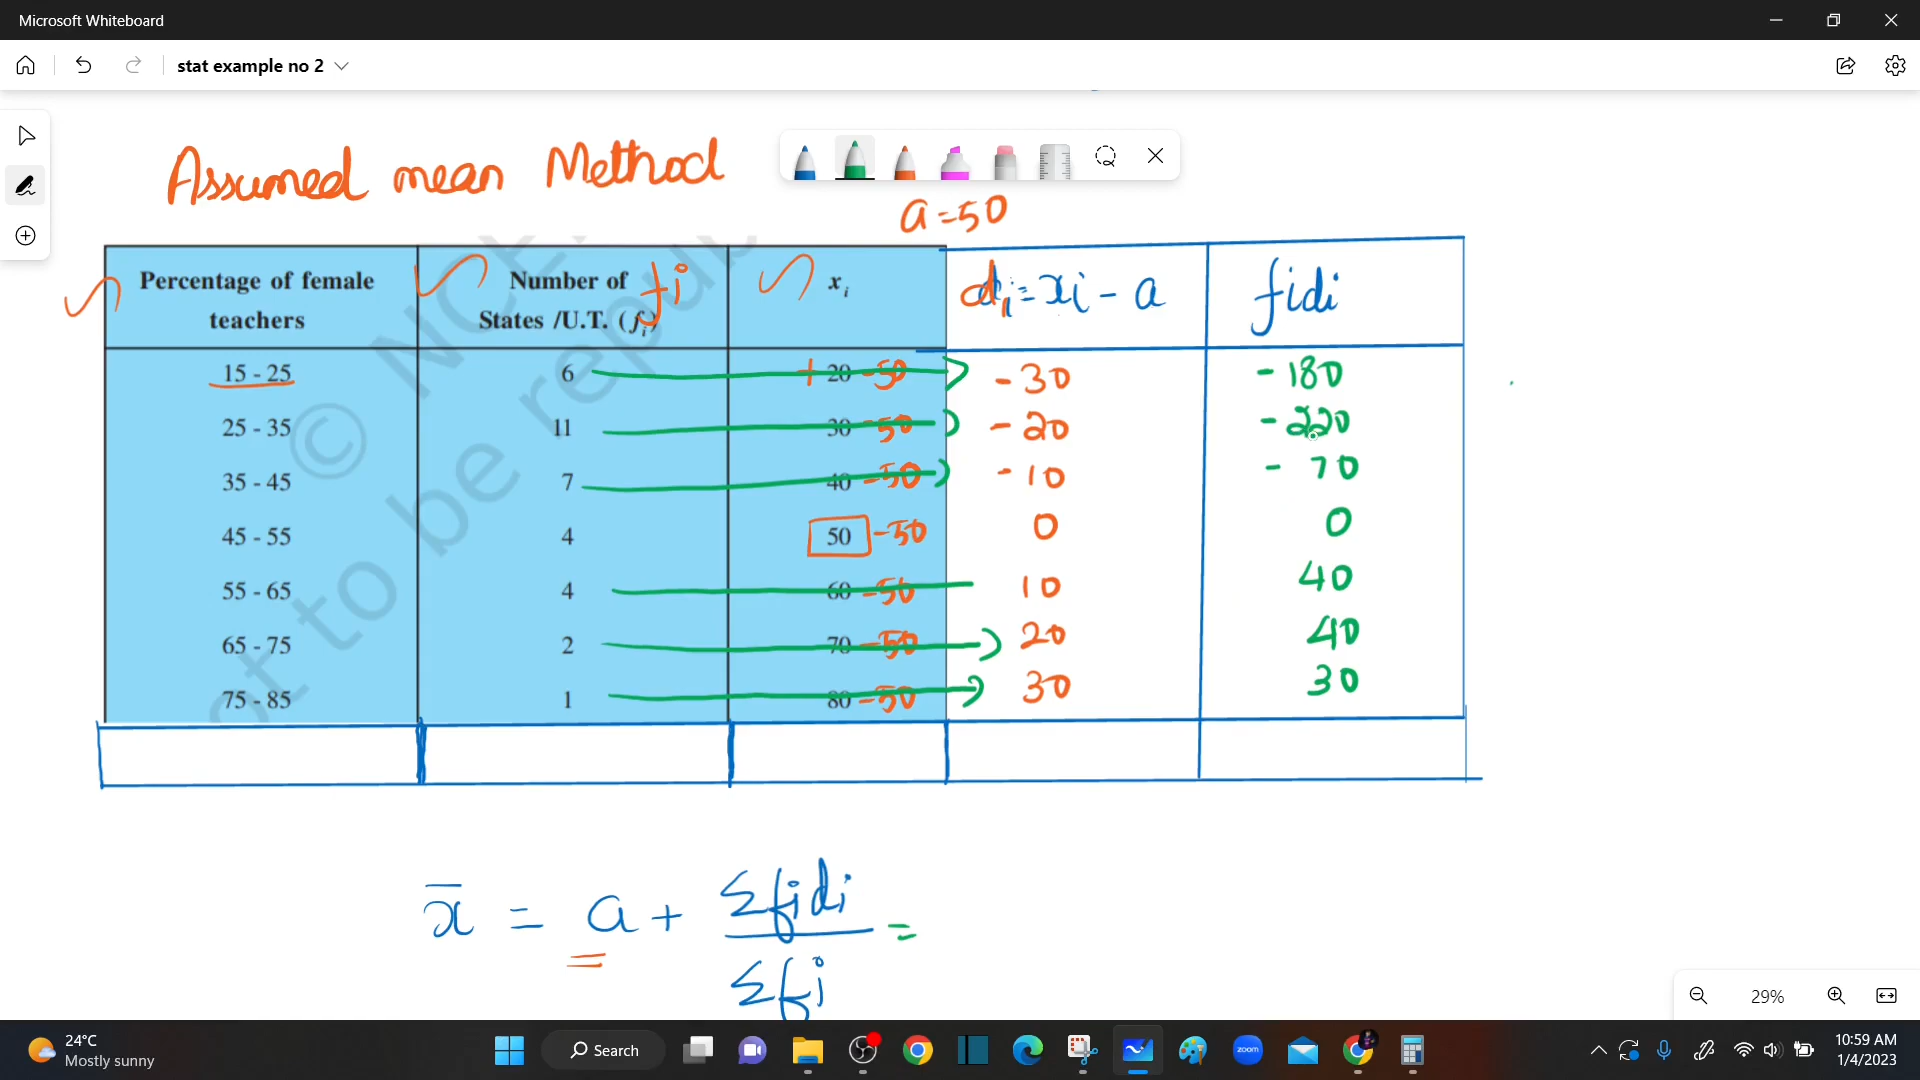 Microsoft Whiteboard
stat example no 2
Assumed mean Method
a = 50
Percentage of female teachers Number of States /U.T. (fi) fi xi di = xi - a fidi
15 - 25 6 20 -50 -30 -180
25 - 35 11 30 -50 -20 -220
35 - 45 7 40 -50 -10 -70
45 - 55 4 50 -50 0 0
55 - 65 4 60 -50 10 40
65 - 75 2 70 -50 20 40
75 - 85 1 80 -50 30 30
x̄ = a + Σfidi / Σfi =
29%
24°C
Mostly sunny
Search
zoom
10:59 AM
1/4/2023